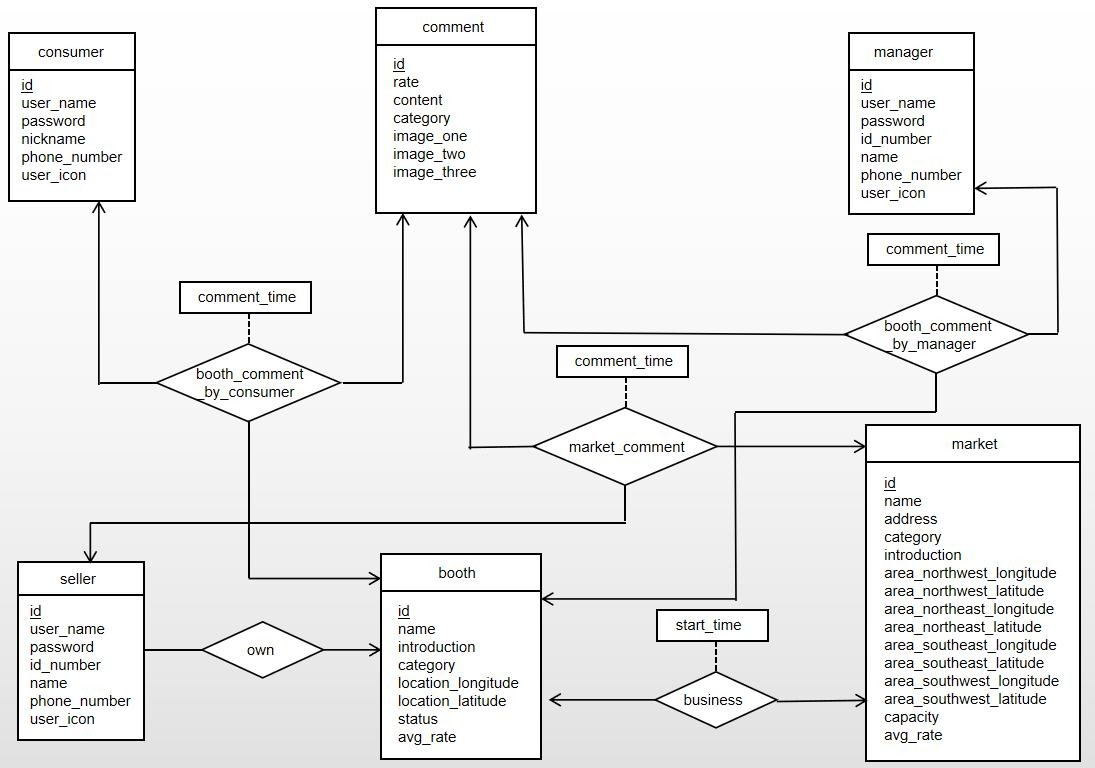 consumer
id
user_name
password
nickname
phone_number
user_icon
comment
id
rate
content
category
image_one
image_two
image_three
manager
id
user_name
password
id_number
name
phone_number
user_icon
comment_time
booth_comment
_by_consumer
comment_time
market_comment
comment_time
booth_comment
_by_manager
seller
id
user_name
password
id_number
name
phone_number
user_icon
own
booth
id
name
introduction
category
location_longitude
location_latitude
status
avg_rate
start_time
business
market
id
name
address
category
introduction
area_northwest_longitude
area_northwest_latitude
area_northeast_longitude
area_northeast_latitude
area_southeast_longitude
area_southeast_latitude
area_southwest_longitude
area_southwest_latitude
capacity
avg_rate